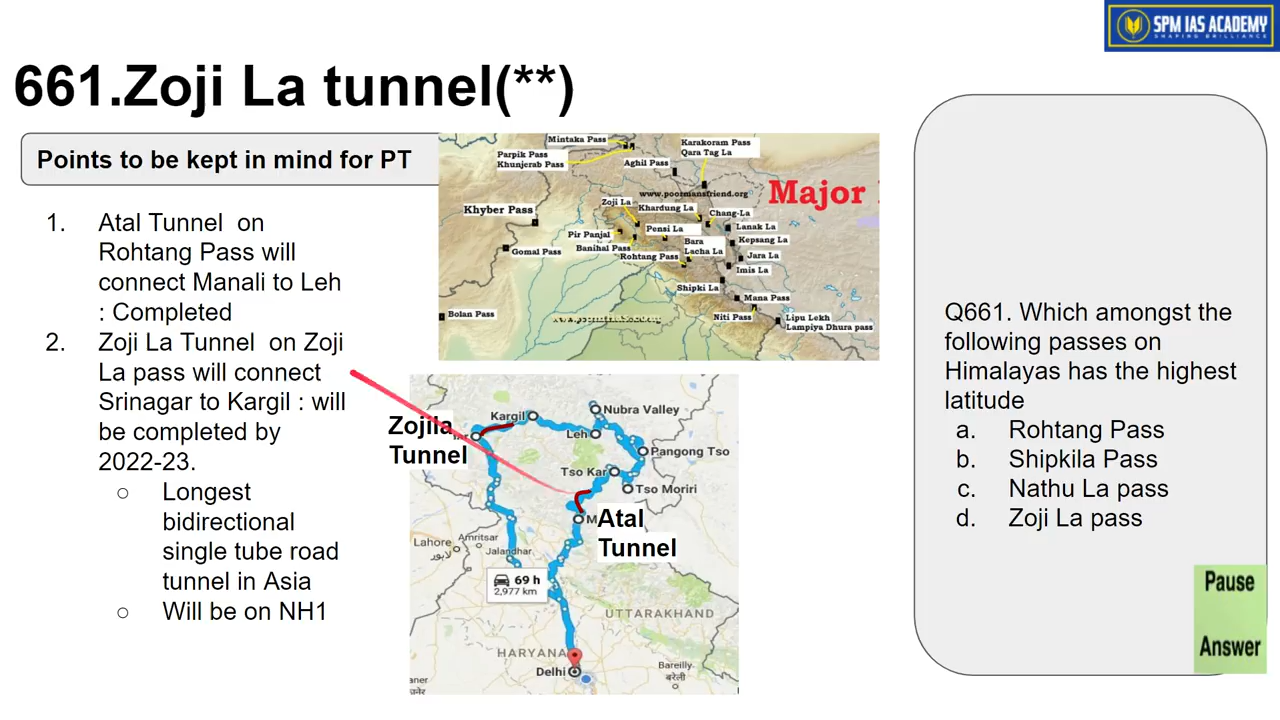 SPM IAS ACADEMY
SHAPING BRILLIANCE
661.Zoji La tunnel(**)
Points to be kept in mind for PT
1. Atal Tunnel on
Rohtang Pass will
connect Manali to Leh
: Completed
2. Zoji La Tunnel on Zoji
La pass will connect
Srinagar to Kargil : will
be completed by
2022-23.
○ Longest
bidirectional
single tube road
tunnel in Asia
○ Will be on NH1
Mintaka Pass
Parpik Pass
Khunjerab Pass
Karakoram Pass
Qara Tag La
Aghil Pass
www.poormansfriend.org
Major
Zoji La
Khardung La
Khyber Pass
Chang-La
Pensi La
Lanak La
Pir Panjal
Kepsang La
Banihal Pass
Bara
Lacha La
Gomal Pass
Rohtang Pass
Jara La
Imis La
Shipki La
Mana Pass
Bolan Pass
Niti Pass
Lipu Lekh
Lampiya Dhura pass
Zojila
Tunnel
Kargil
Nubra Valley
Leh
Pangong Tso
Tso Kar
Tso Moriri
Atal
Tunnel
Lahore
لاہور
Amritsar
Jalandhar
69 h
2,977 km
UTTARAKHAND
HARYANA
Delhi
Bareilly
बरेली
Q661. Which amongst the
following passes on
Himalayas has the highest
latitude
a. Rohtang Pass
b. Shipkila Pass
c. Nathu La pass
d. Zoji La pass
Pause
Answer